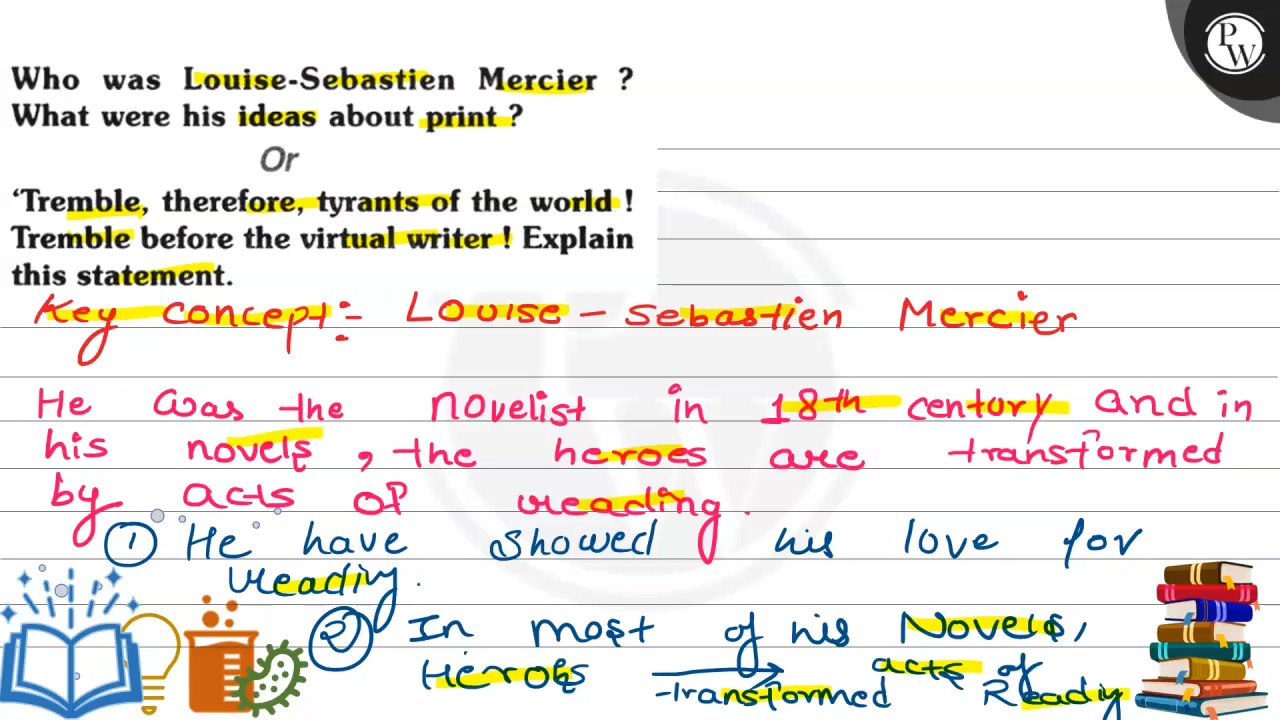 PW
Who was Louise-Sebastien Mercier ?
What were his ideas about print ?
Or
‘Tremble, therefore, tyrants of the world !
Tremble before the virtual writer ! Explain
this statement.
Key concept:- Louise - Sebastien Mercier
He was the novelist in 18th century and in
his novels, the heroes are transformed
by acts of reading.
① He have showed his love for
reading.
② In most of his Novels,
Heroes → transformed acts of Readiy